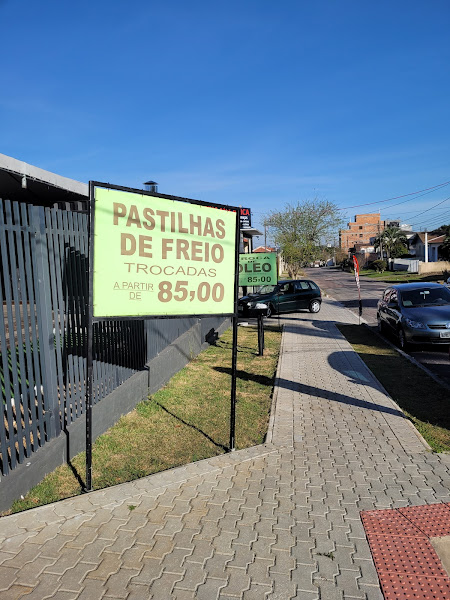 PASTILHAS
DE FREIO
TROCADAS
A PARTIR
DE 85,00
ÓLEO
85,00